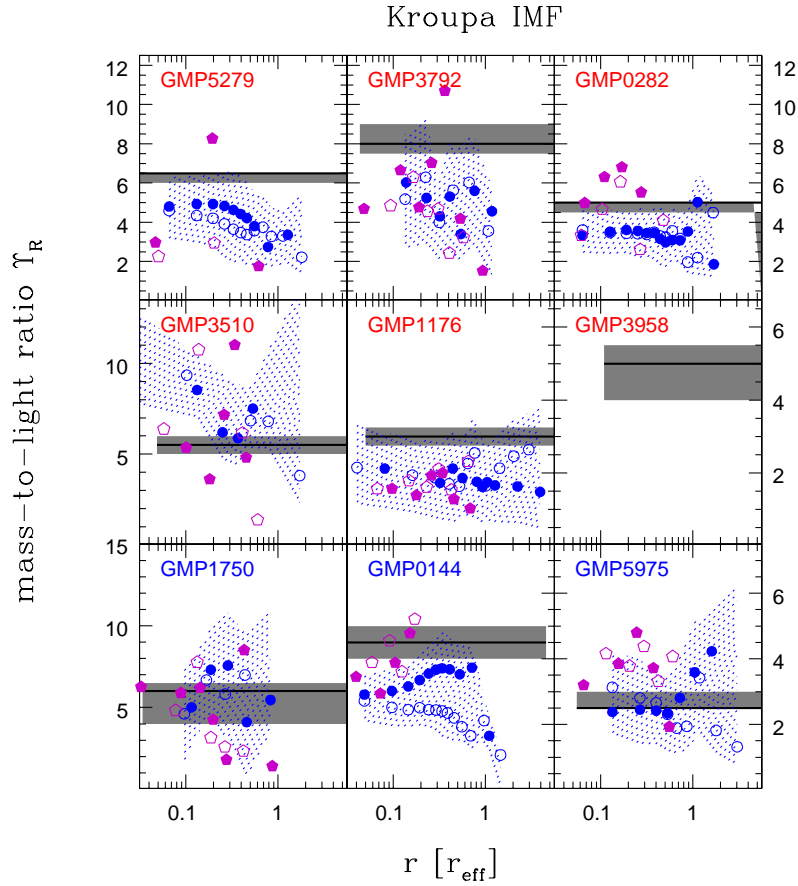 Kroupa IMF
mass-to-light ratio Υ_R
GMP5279 GMP3792 GMP0282
12 10 8 6 4 2
12 10 8 6 4 2
GMP3510 GMP1176 GMP3958
10 5
6 4 2
GMP1750 GMP0144 GMP5975
15 10 5
6 4 2
0.1 1 0.1 1 0.1 1
r [r_eff]